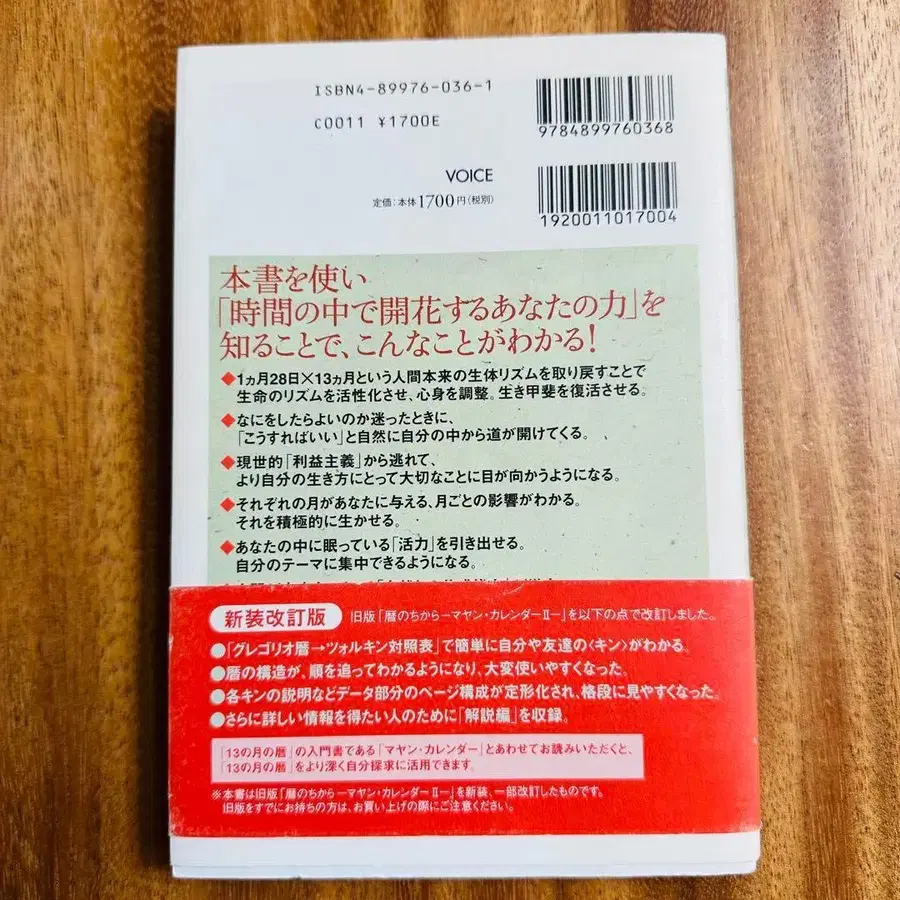 ISBN4-89976-036-1
C0011 ¥1700E
9784899760368
VOICE
定価:本体1700円(税別)
1920011017004
本書を使い
「時間の中で開花するあなたの力」を
知ることで、こんなことがわかる!
◆1ヵ月28日×13ヵ月という人間本来の生体リズムを取り戻すことで
生命のリズムを活性化させ、心身を調整。生き甲斐を復活させる。
◆なにをしたらよいのか迷ったときに、
「こうすればいい」と自然に自分の中から道が開けてくる。
◆現世的「利益主義」から逃れて、
より自分の生き方にとって大切なことに目が向かうようになる。
◆それぞれの月があなたに与える、月ごとの影響がわかる。
それを積極的に生かせる。
◆あなたの中に眠っている「活力」を引き出せる。
自分のテーマに集中できるようになる。
新装改訂版 旧版「暦のちから―マヤン・カレンダーⅡ―」を以下の点で改訂しました。
●「グレゴリオ暦→ツォルキン対照表」で簡単に自分や友達の〈キン〉がわかる。
●暦の構造が、順を追ってわかるようになり、大変使いやすくなった。
●各キンの説明などデータ部分のページ構成が定形化され、格段に見やすくなった。
●さらに詳しい情報を得たい人のために「解説編」を収録。
「13の月の暦」の入門書である「マヤン・カレンダー」とあわせてお読みいただくと、
「13の月の暦」をより深く自分探求に活用できます。
※本書は旧版「暦のちから―マヤン・カレンダーⅡ―」を新装、一部改訂したものです。
旧版をすでにお持ちの方は、お買い上げの際にご注意ください。